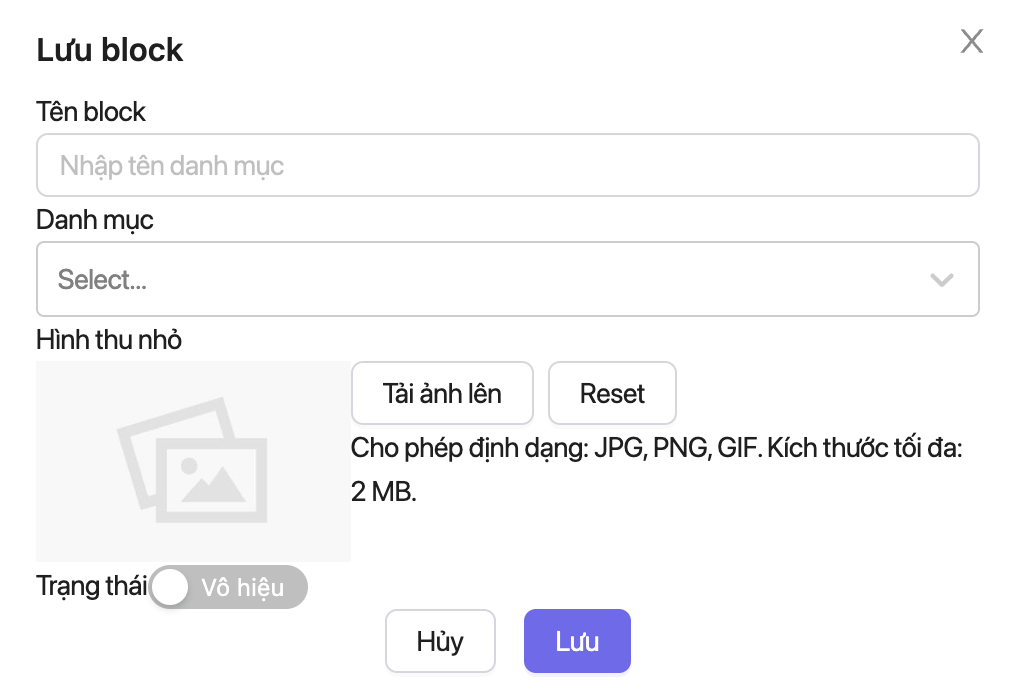 Lưu block
Tên block
Nhập tên danh mục
Danh mục
Select...
Hình thu nhỏ
Tải ảnh lên
Reset
Cho phép định dạng: JPG, PNG, GIF. Kích thước tối đa:
2 MB.
Trạng thái
Vô hiệu
Hủy
Lưu